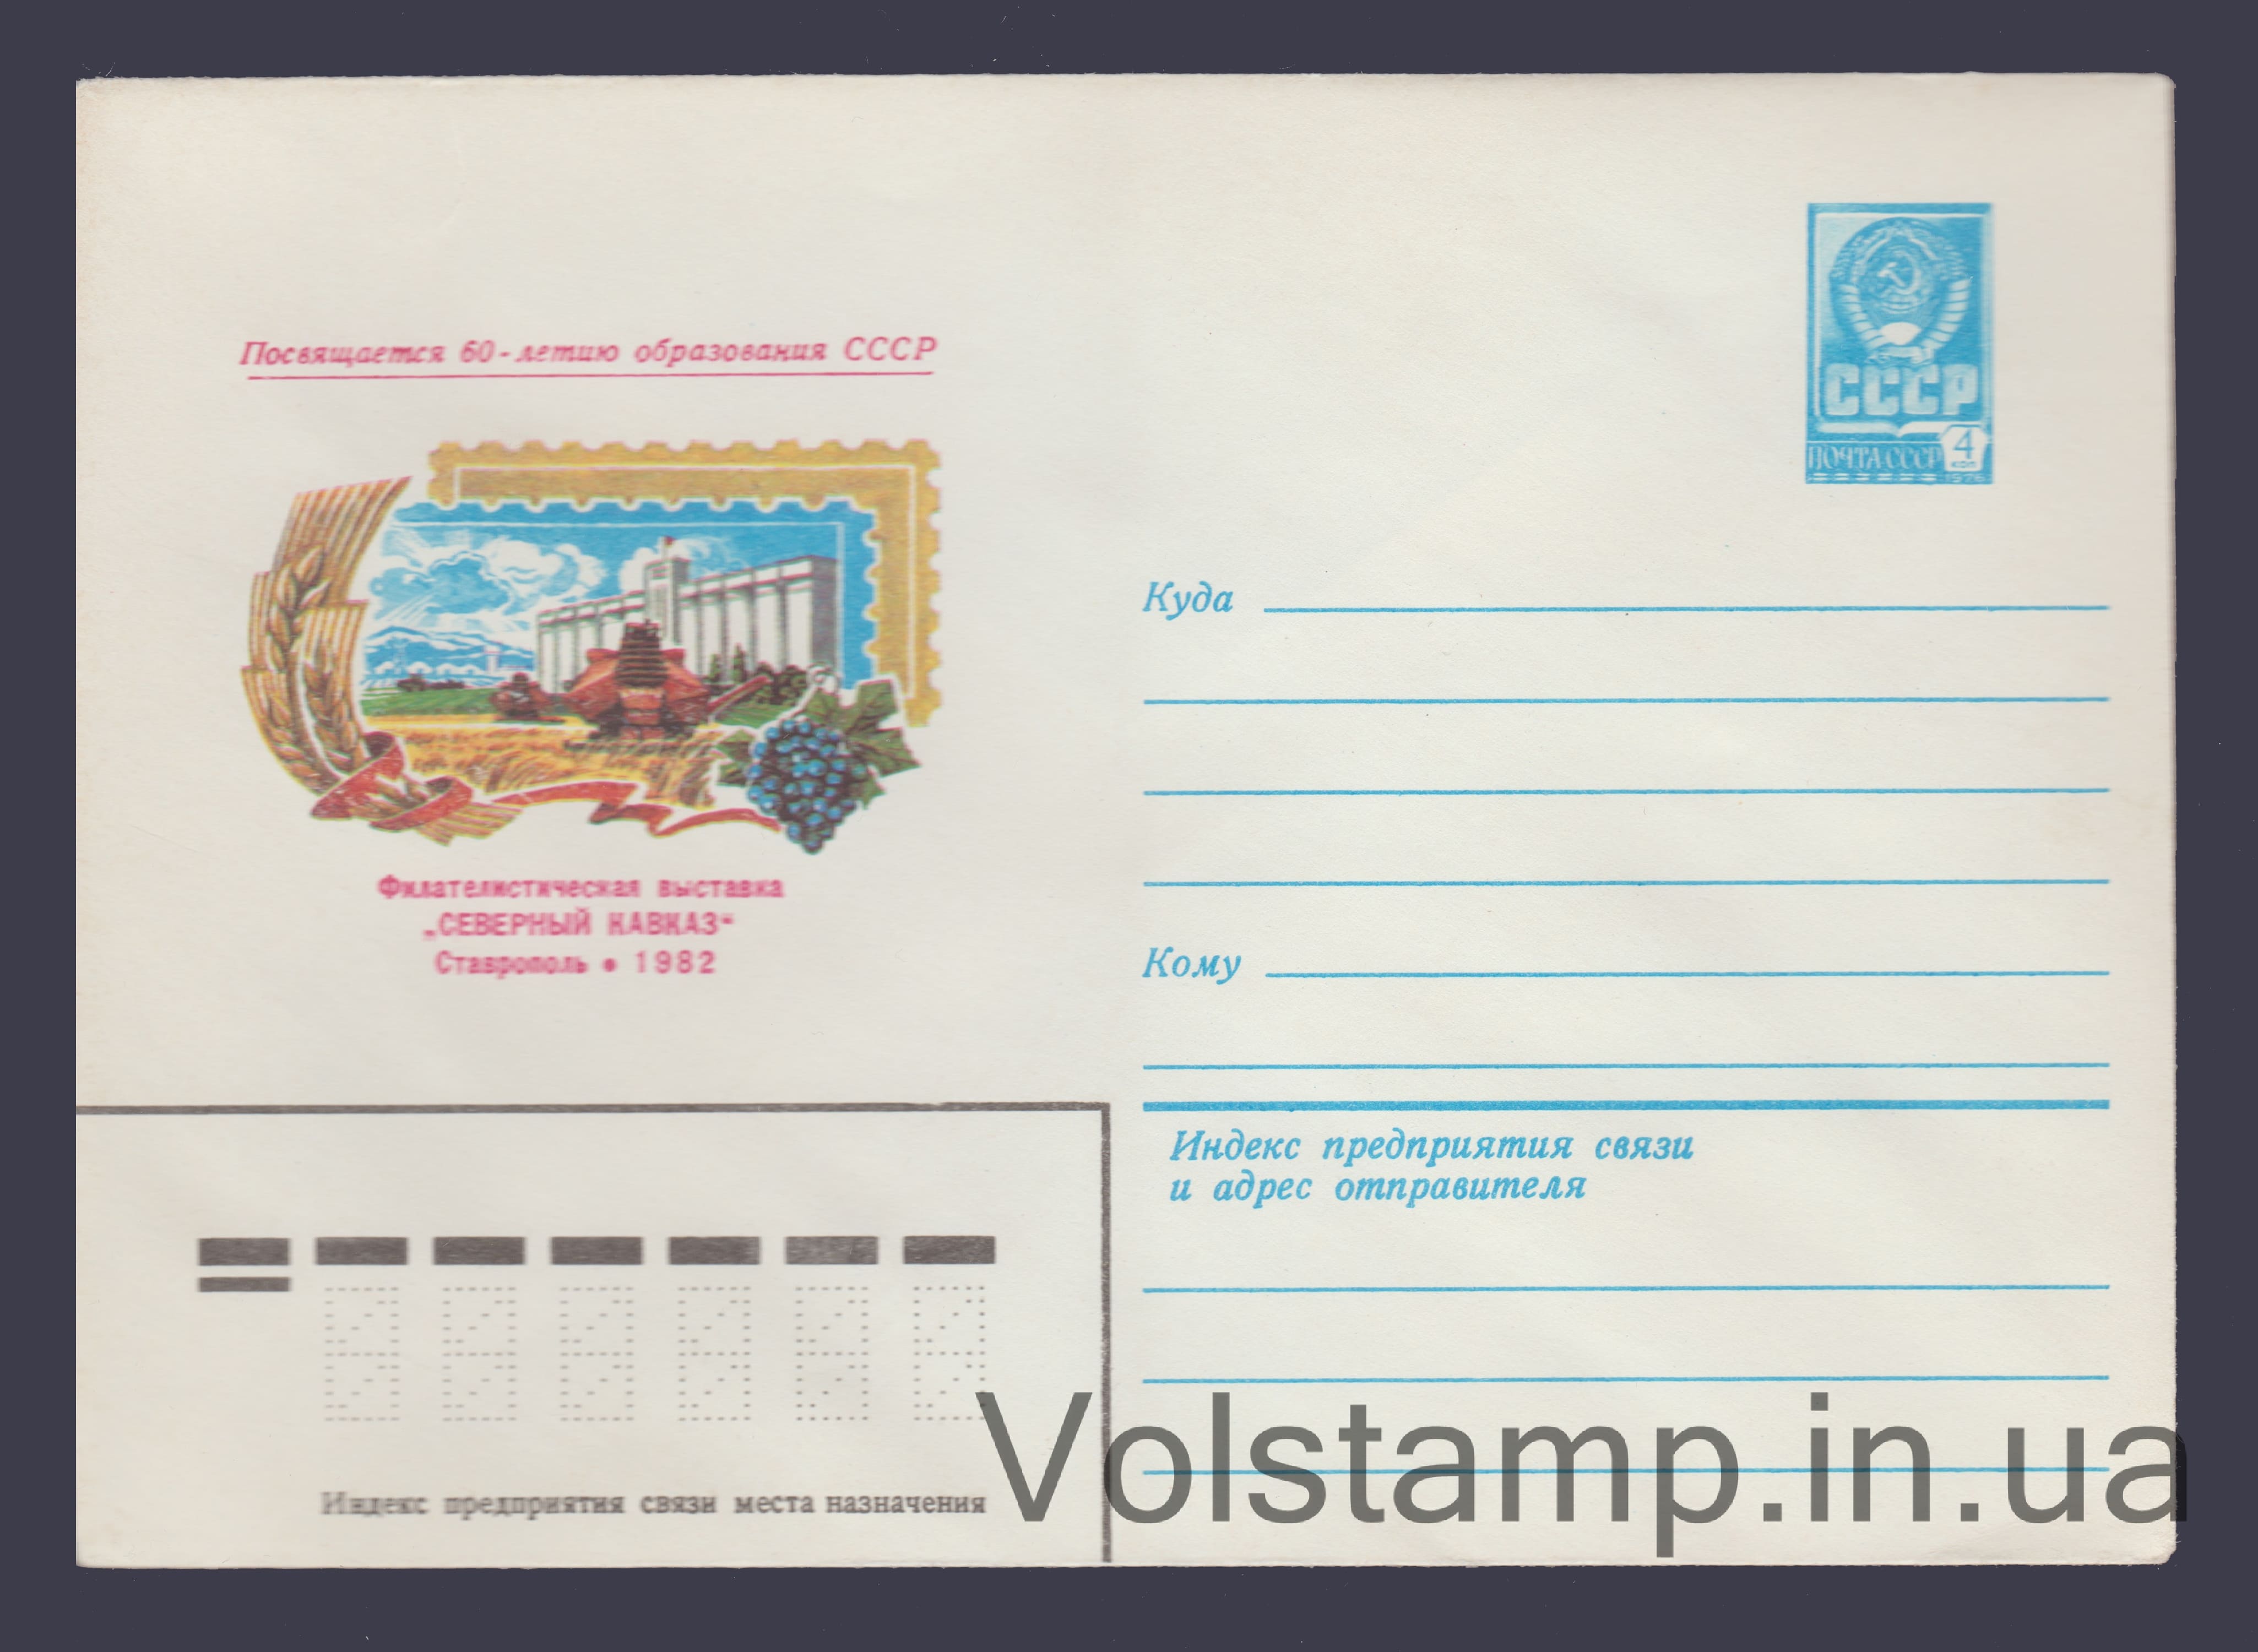 Посвящается 60-летию образования СССР
СССР
ПОЧТА СССР 4
коп
1976
Филателистическая выставка
„СЕВЕРНЫЙ КАВКАЗ“
Ставрополь • 1982
Куда
Кому
Индекс предприятия связи
и адрес отправителя
Индекс предприятия связи места назначения
Volstamp.in.ua